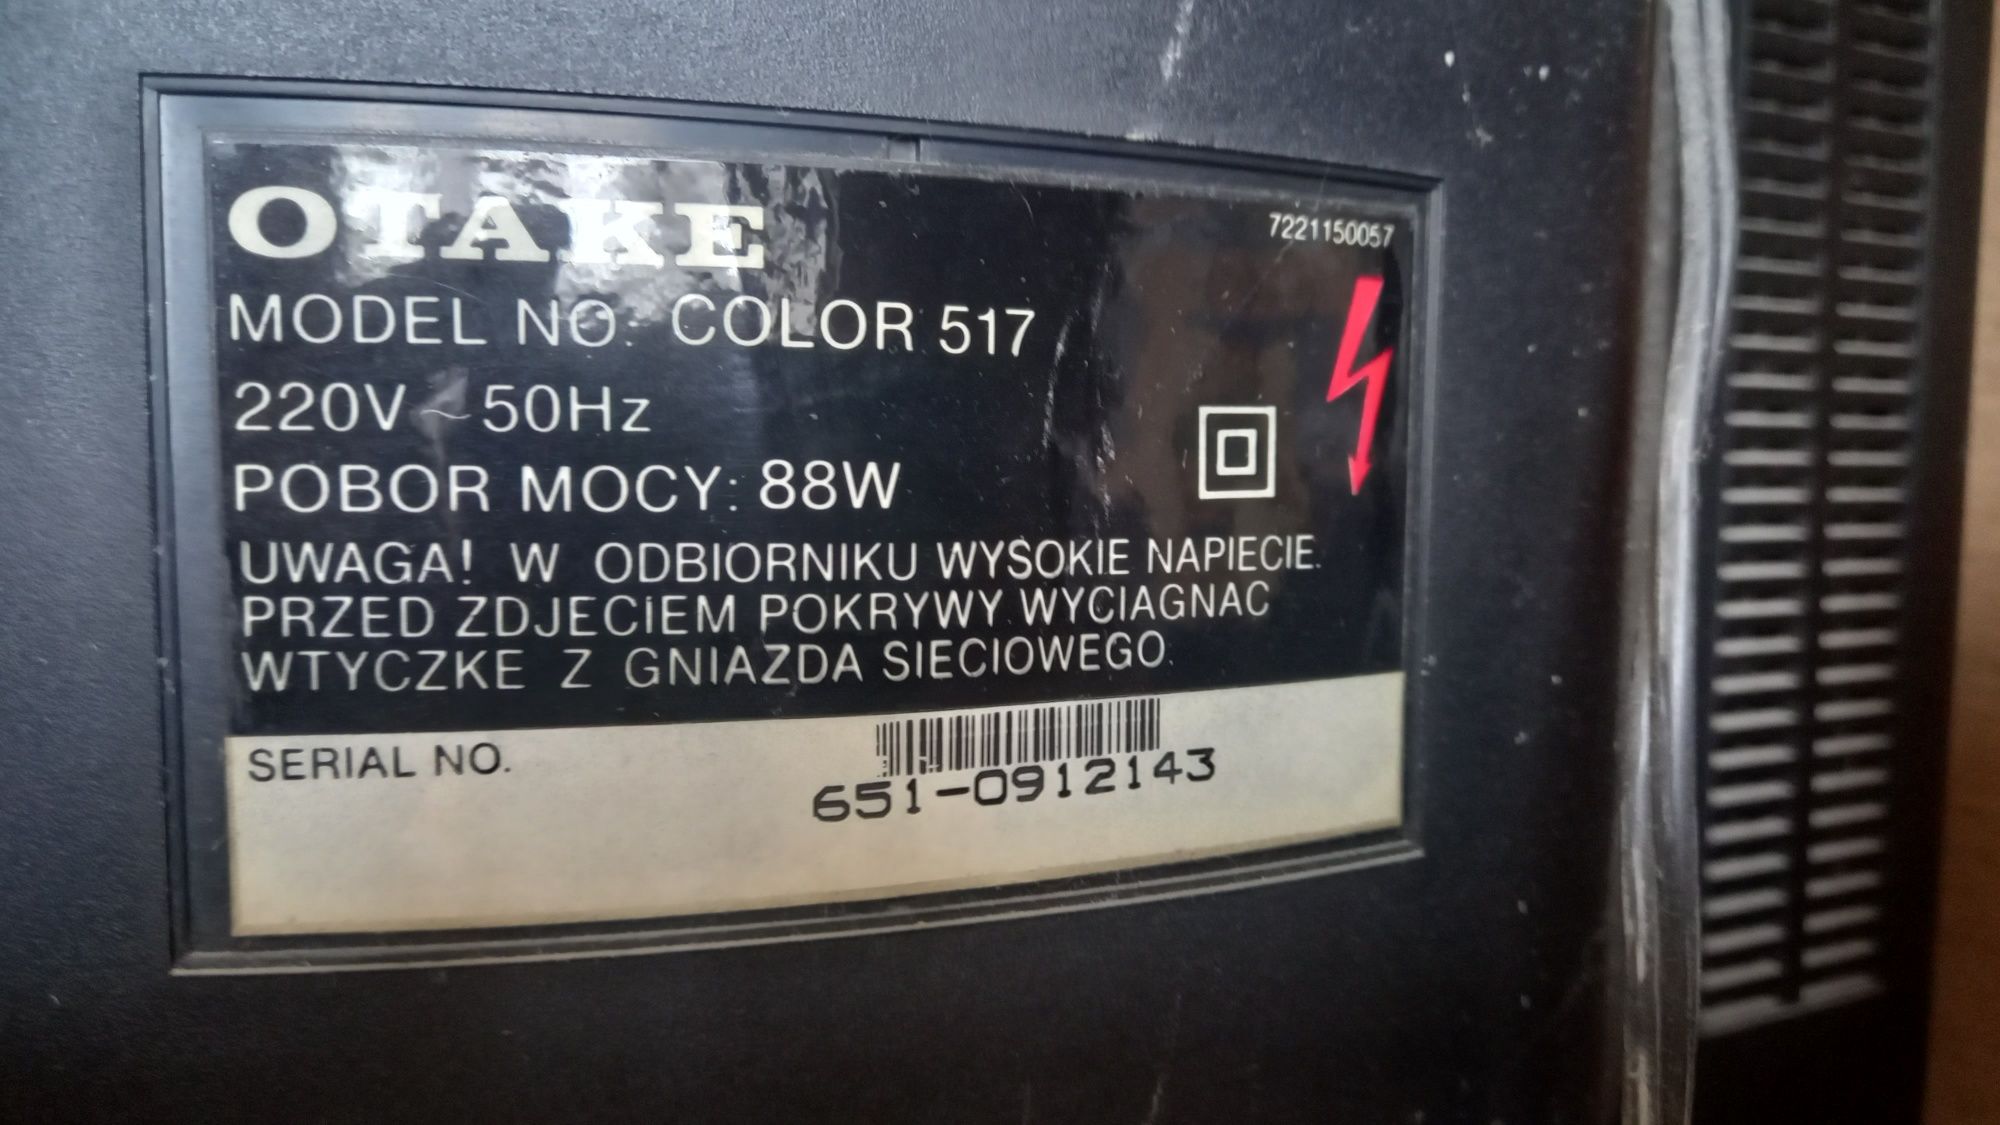 OTAKE
7221150057
MODEL NO: COLOR 517
220V ~ 50Hz
POBOR MOCY: 88W
UWAGA! W ODBIORNIKU WYSOKIE NAPIECIE.
PRZED ZDJECIEM POKRYWY WYCIAGNAC
WTYCZKE Z GNIAZDA SIECIOWEGO.
SERIAL NO.
651-0912143